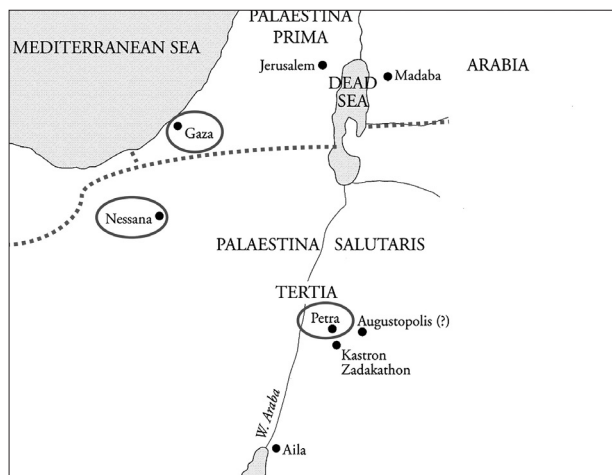 PALAESTINA
PRIMA
MEDITERRANEAN SEA
Jerusalem
Madaba
ARABIA
DEAD
SEA
Gaza
Nessana
PALAESTINA SALUTARIS
TERTIA
Petra
Augustopolis (?)
Kastron
Zadakathon
W. Araba
Aila